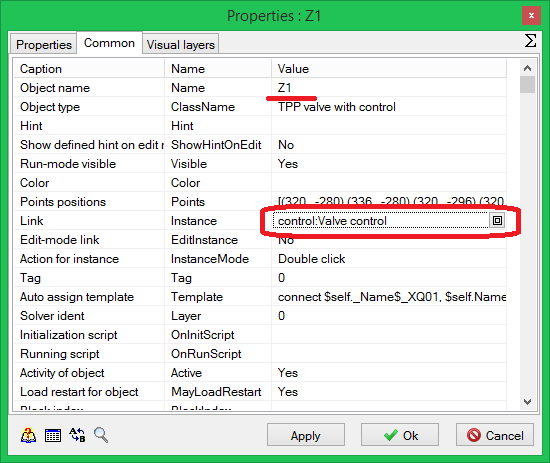 Properties : Z1
x
Properties Common Visual layers Σ
Caption Name Value
Object name Name Z1
Object type ClassName TPP valve with control
Hint Hint
Show defined hint on edit r ShowHintOnEdit No
Run-mode visible Visible Yes
Color Color
Points positions Points [(320 , -280),(336 , -280),(320 , -296),(320
Link Instance control:Valve control
Edit-mode link EditInstance No
Action for instance InstanceMode Double click
Tag Tag 0
Auto assign template Template connect $self._Name$_XQ01, $self.Name
Solver ident Layer 0
Initialization script OnInitScript
Running script OnRunScript
Activity of object Active Yes
Load restart for object MayLoadRestart Yes
Block index BlockIndex
Apply Ok Cancel